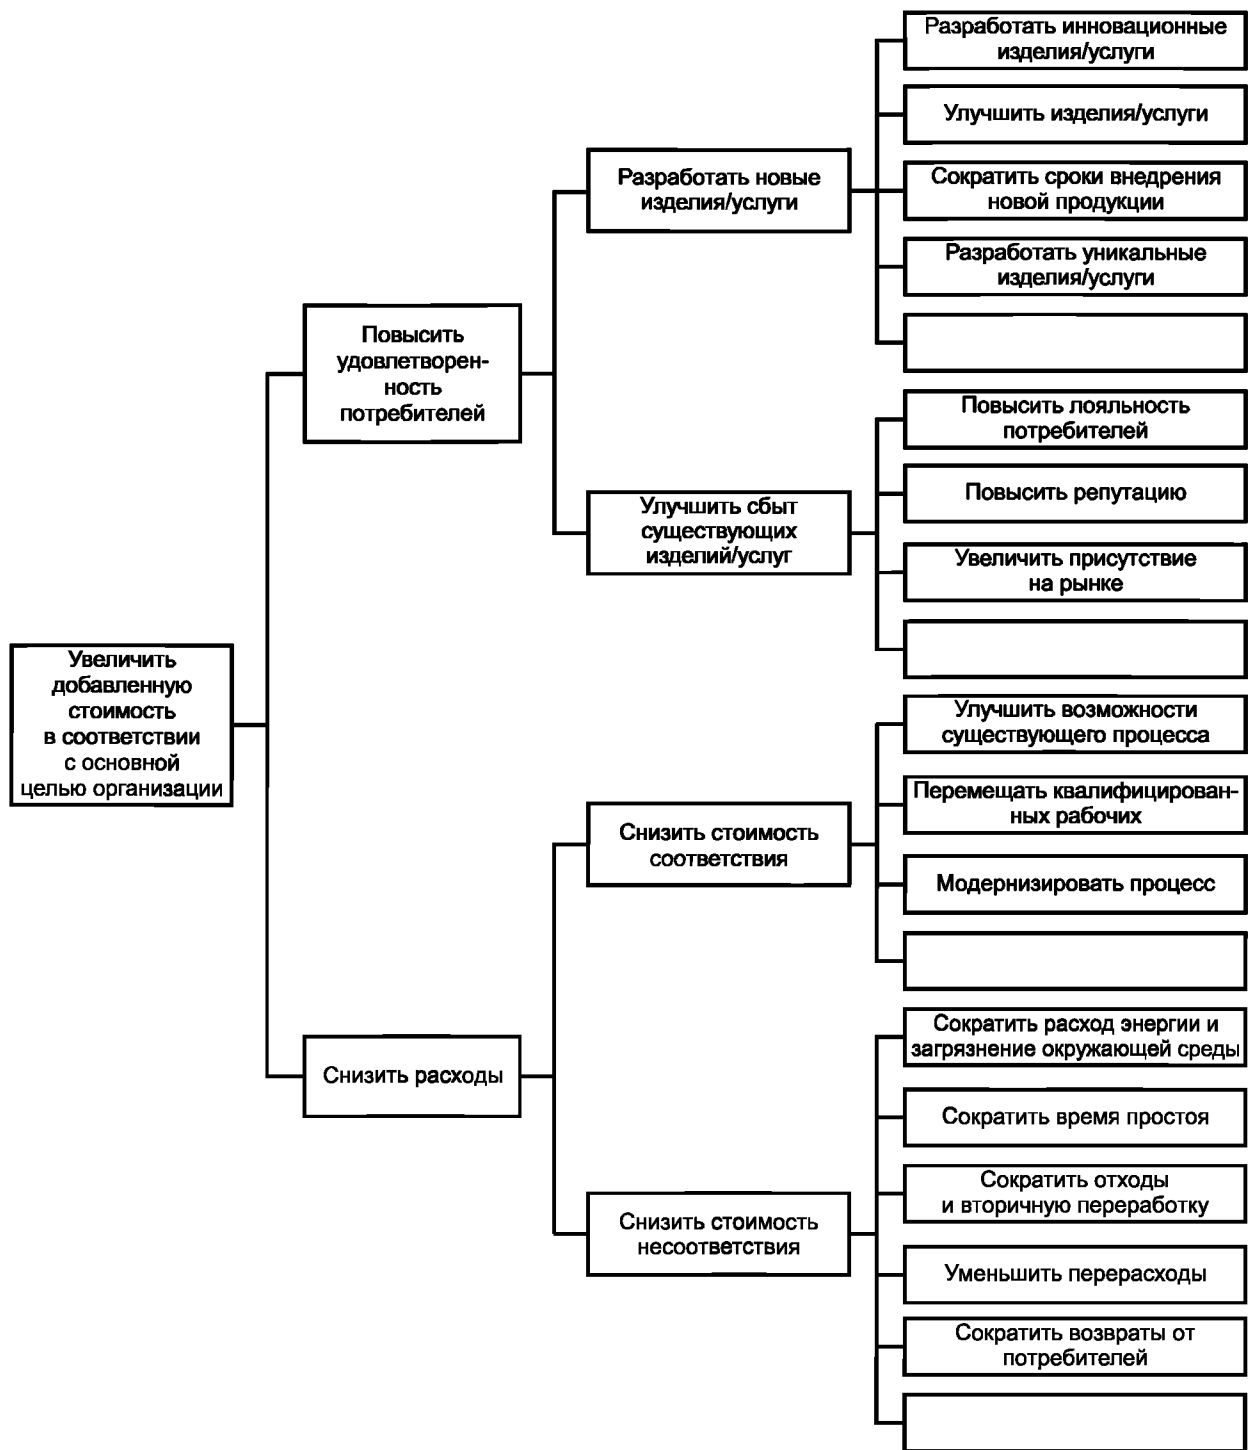 Разработать инновационные
изделия/услуги
Улучшить изделия/услуги
Разработать новые
изделия/услуги
Сократить сроки внедрения
новой продукции
Разработать уникальные
изделия/услуги
Повысить
удовлетворен-
ность
потребителей
Повысить лояльность
потребителей
Повысить репутацию
Улучшить сбыт
существующих
изделий/услуг
Увеличить присутствие
на рынке
Увеличить
добавленную
стоимость
в соответствии
с основной
целью организации
Улучшить возможности
существующего процесса
Перемещать квалифицирован-
ных рабочих
Снизить стоимость
соответствия
Модернизировать процесс
Сократить расход энергии и
загрязнение окружающей среды
Снизить расходы
Сократить время простоя
Сократить отходы
и вторичную переработку
Снизить стоимость
несоответствия
Уменьшить перерасходы
Сократить возвраты от
потребителей